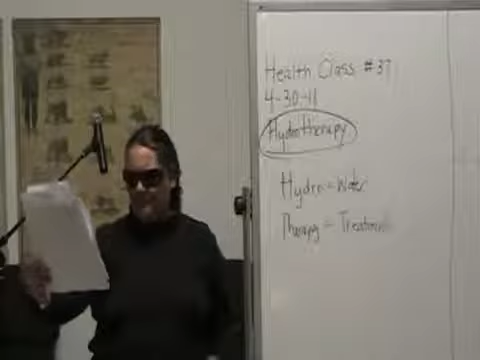 Health Class #37
4-30-11
Hydrotherapy
Hydro = Water
Therapy = Treatment